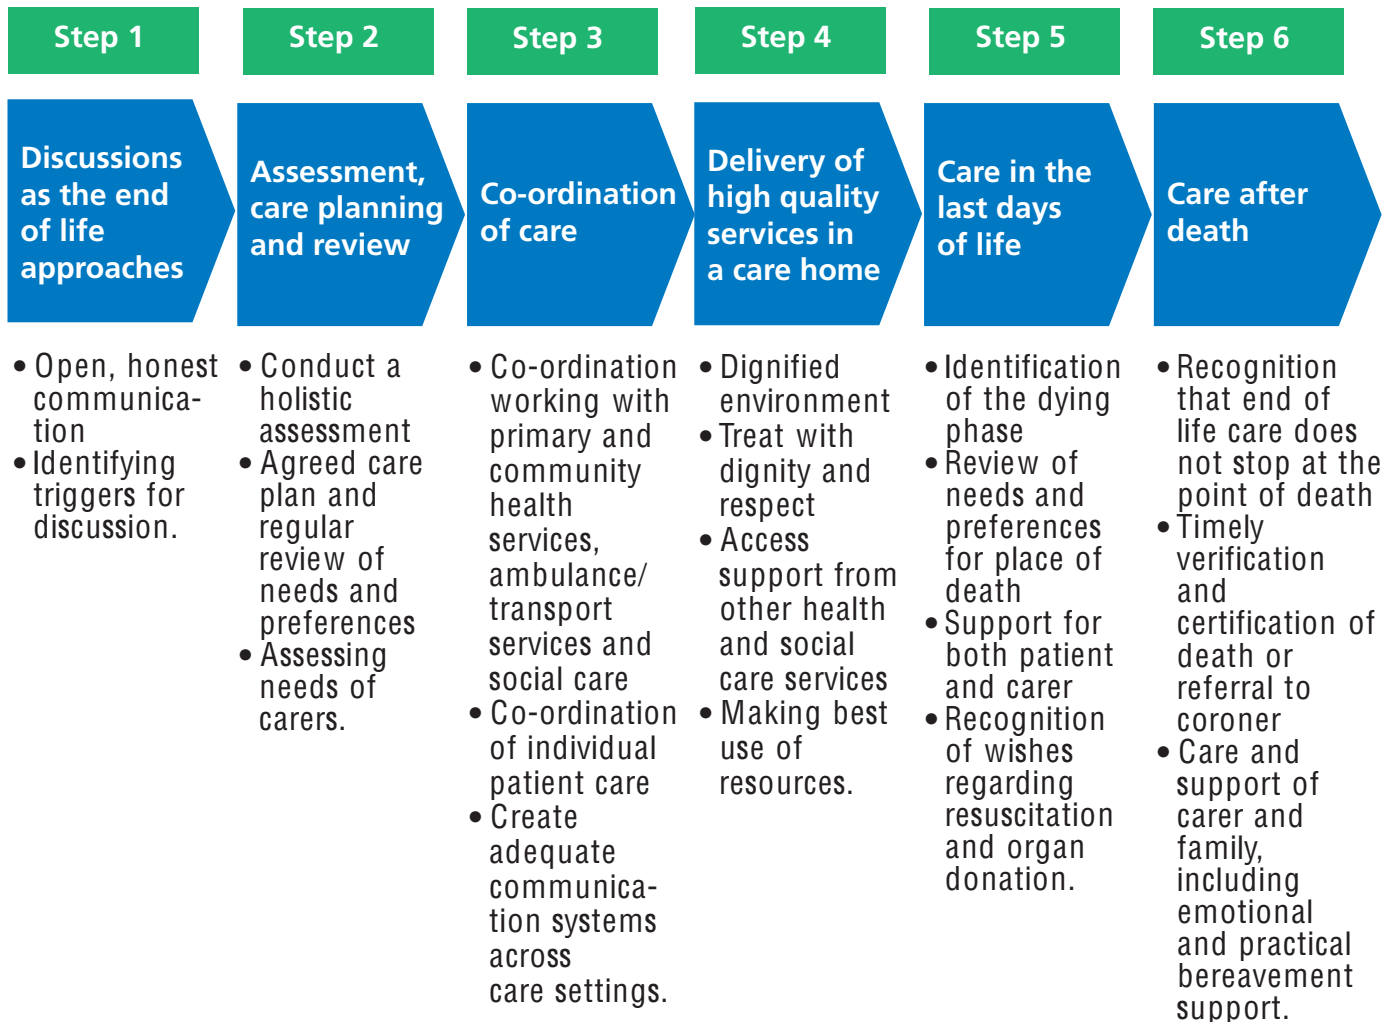 Step 1
Discussions
as the end
of life
approaches
• Open, honest
communica-
tion
• Identifying
triggers for
discussion.
Step 2
Assessment,
care planning
and review
• Conduct a
holistic
assessment
• Agreed care
plan and
regular
review of
needs and
preferences
• Assessing
needs of
carers.
Step 3
Co-ordination
of care
• Co-ordination
working with
primary and
community
health
services,
ambulance/
transport
services and
social care
• Co-ordination
of individual
patient care
• Create
adequate
communica-
tion systems
across
care settings.
Step 4
Delivery of
high quality
services in
a care home
• Dignified
environment
• Treat with
dignity and
respect
• Access
support from
other health
and social
care services
• Making best
use of
resources.
Step 5
Care in the
last days
of life
• Identification
of the dying
phase
• Review of
needs and
preferences
for place of
death
• Support for
both patient
and carer
• Recognition
of wishes
regarding
resuscitation
and organ
donation.
Step 6
Care after
death
• Recognition
that end of
life care does
not stop at the
point of death
• Timely
verification
and
certification of
death or
referral to
coroner
• Care and
support of
carer and
family,
including
emotional
and practical
bereavement
support.